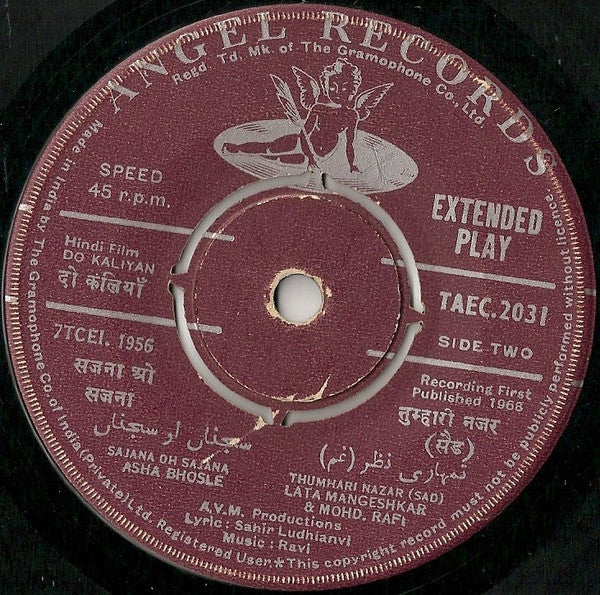 ANGEL RECORDS
Regd. Td. Mk. of The Gramophone Co., Ltd
SPEED
45 r.p.m.
EXTENDED
PLAY
Hindi Film
DO KALIYAN
दो कलियाँ
TAEC.2031
7TCEI. 1956
SIDE TWO
सजना ओ
सजना
سجناں او سجناں
SAJANA OH SAJANA
ASHA BHOSLE
Recording First
Published 1968
तुम्हारी नजर
(सैड)
تمہاری نظر (غم)
THUMHARI NAZAR (SAD)
LATA MANGESHKAR
& MOHD. RAFI
A.V.M. Productions
Lyric : Sahir Ludhianvi
Music : Ravi
Made in India by The Gramophone Co. of India (Private) Ltd. Registered User.*This copyright record must not be publicly performed without licence.